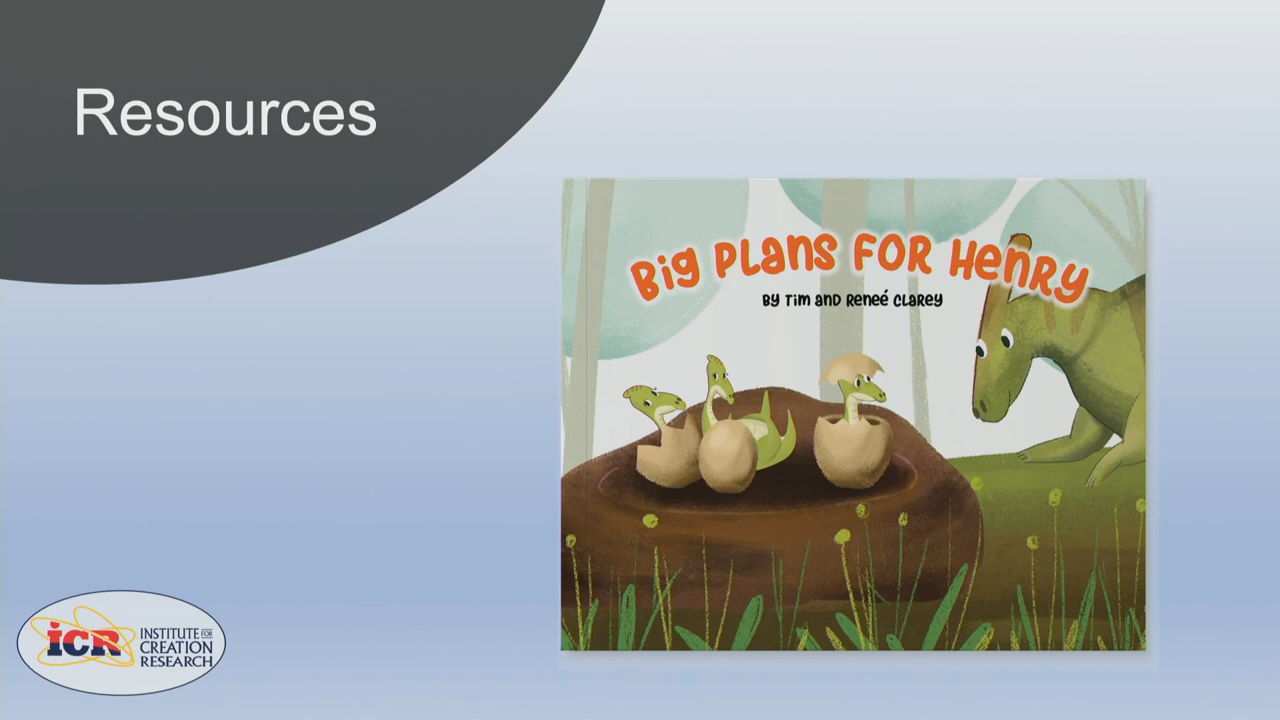 Resources
Big Plans for Henry
By Tim and Reneé Clarey
ICR
INSTITUTE FOR
CREATION
RESEARCH